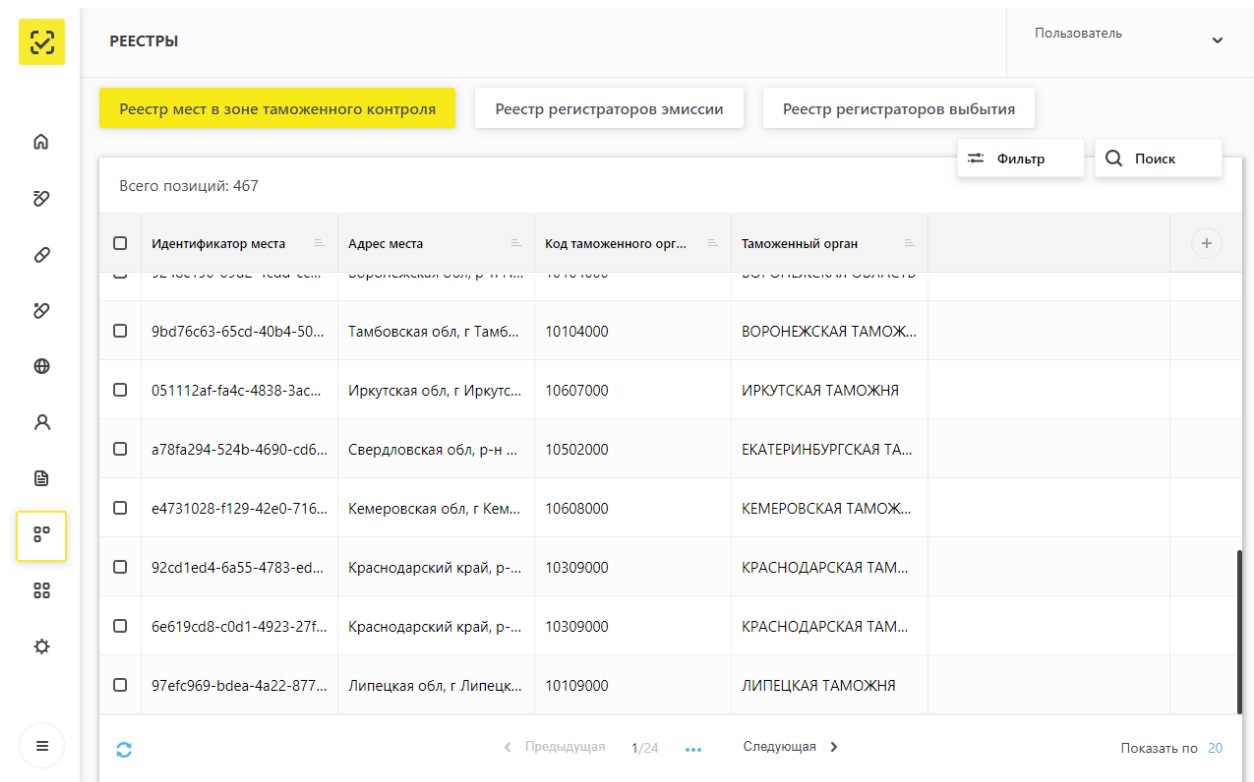 РЕЕСТРЫ
Пользователь
Реестр мест в зоне таможенного контроля
Реестр регистраторов эмиссии
Реестр регистраторов выбытия
Фильтр
Поиск
Всего позиций: 467
Идентификатор места Адрес места Код таможенного орг... Таможенный орган
ВОРОНЕЖСКАЯ ОБЛАСТЬ
9bd76c63-65cd-40b4-50... Тамбовская обл, г Тамб... 10104000 ВОРОНЕЖСКАЯ ТАМОЖ...
051112af-fa4c-4838-3ac... Иркутская обл, г Иркутс... 10607000 ИРКУТСКАЯ ТАМОЖНЯ
a78fa294-524b-4690-cd6... Свердловская обл, р-н ... 10502000 ЕКАТЕРИНБУРГСКАЯ ТА...
e4731028-f129-42e0-716... Кемеровская обл, г Кем... 10608000 КЕМЕРОВСКАЯ ТАМОЖ...
92cd1ed4-6a55-4783-ed... Краснодарский край, р-... 10309000 КРАСНОДАРСКАЯ ТАМ...
6e619cd8-c0d1-4923-27f... Краснодарский край, р-... 10309000 КРАСНОДАРСКАЯ ТАМ...
97efc969-bdea-4a22-877... Липецкая обл, г Липецк... 10109000 ЛИПЕЦКАЯ ТАМОЖНЯ
Предыдущая 1/24 ... Следующая
Показать по 20